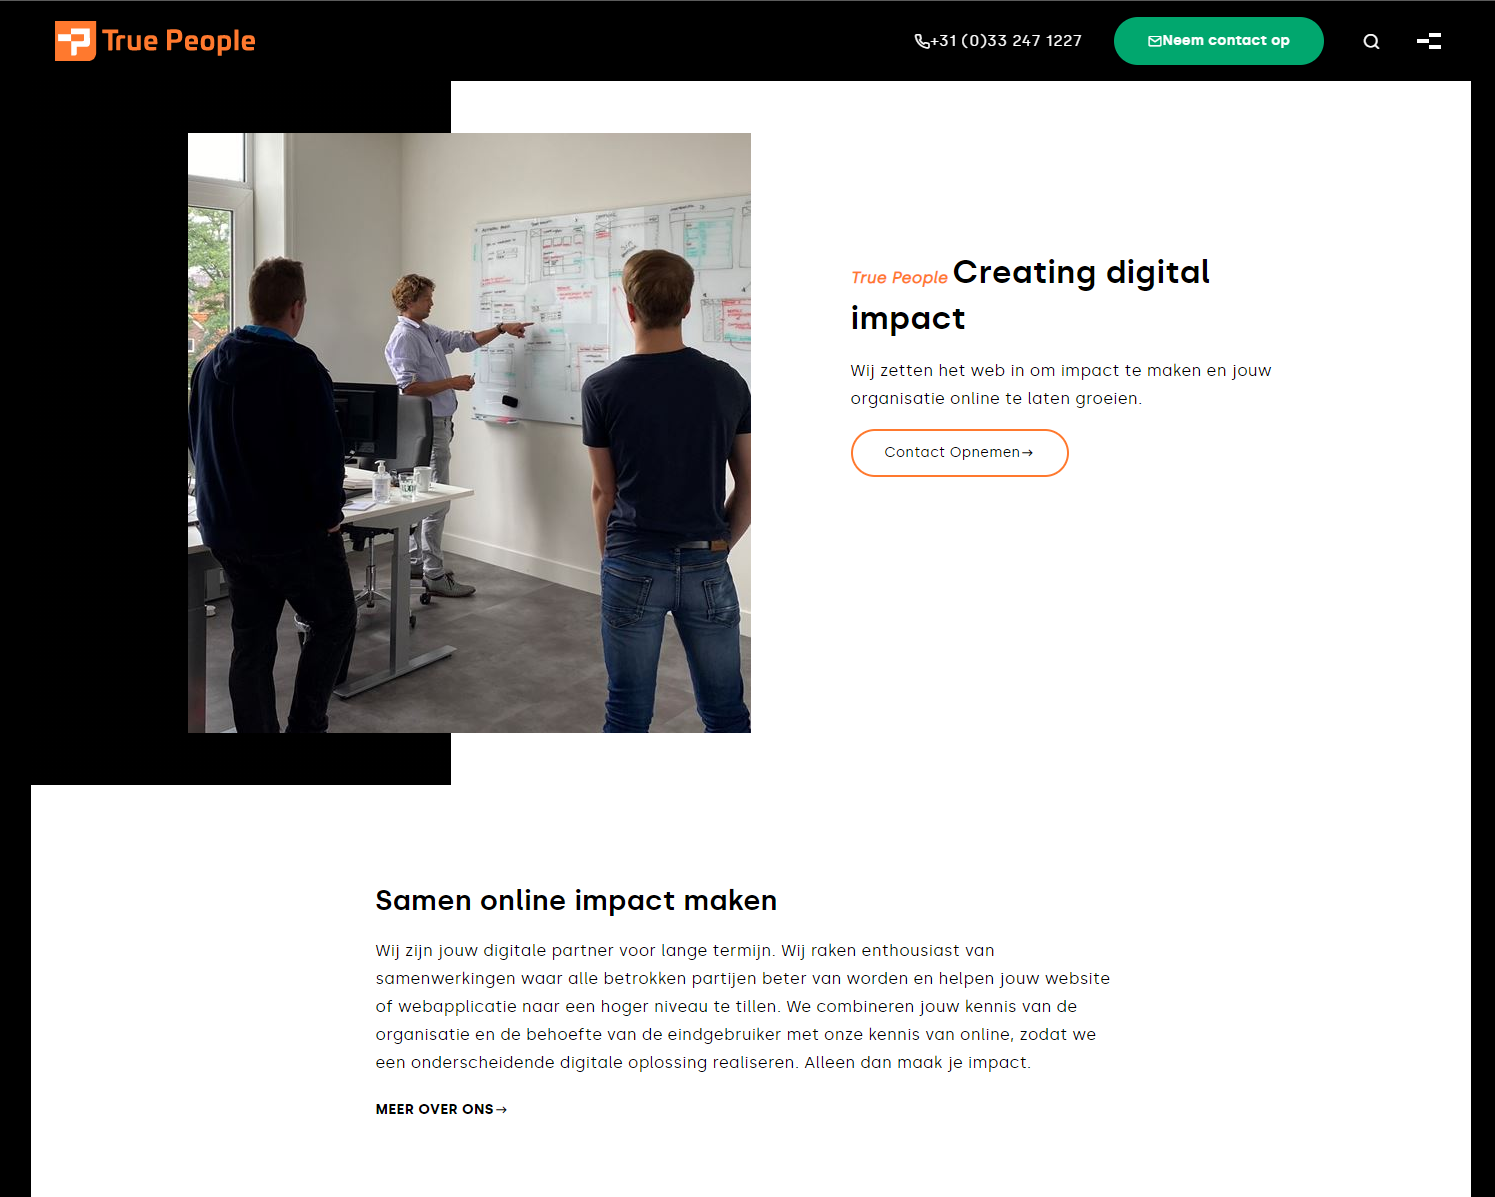 True People
+31 (0)33 247 1227
Neem contact op
True People Creating digital
impact
Wij zetten het web in om impact te maken en jouw
organisatie online te laten groeien.
Contact Opnemen→
Samen online impact maken
Wij zijn jouw digitale partner voor lange termijn. Wij raken enthousiast van
samenwerkingen waar alle betrokken partijen beter van worden en helpen jouw website
of webapplicatie naar een hoger niveau te tillen. We combineren jouw kennis van de
organisatie en de behoefte van de eindgebruiker met onze kennis van online, zodat we
een onderscheidende digitale oplossing realiseren. Alleen dan maak je impact.
MEER OVER ONS→